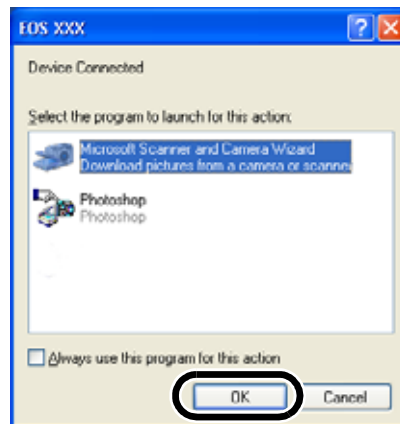 EOS XXX
Device Connected
Select the program to launch for this action:
Microsoft Scanner and Camera Wizard
Download pictures from a camera or scanner
Photoshop
Photoshop
Always use this program for this action
OK Cancel